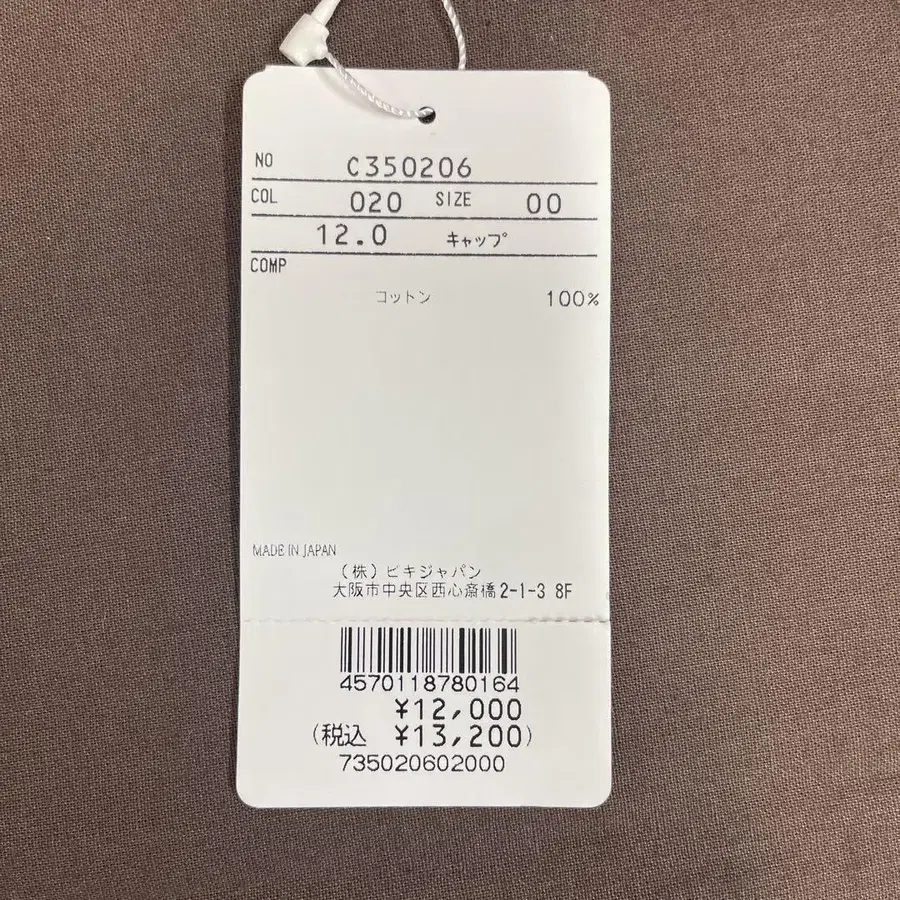 NO C350206
COL 020 SIZE 00
12.0 キャップ
COMP
コットン 100%
MADE IN JAPAN
(株)ビキジャパン
大阪市中央区西心斎橋2-1-3 8F
4570118780164
¥12,000
(税込 ¥13,200)
735020602000